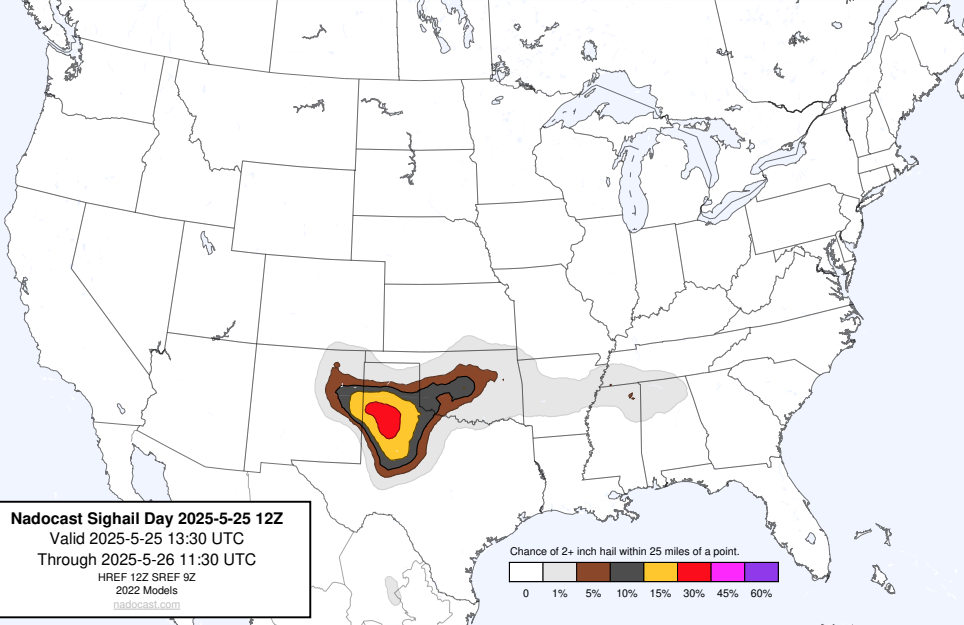 Nadocast Sighail Day 2025-5-25 12Z
Valid 2025-5-25 13:30 UTC
Through 2025-5-26 11:30 UTC
HREF 12Z SREF 9Z
2022 Models
nadocast.com
Chance of 2+ inch hail within 25 miles of a point.
0 1% 5% 10% 15% 30% 45% 60%